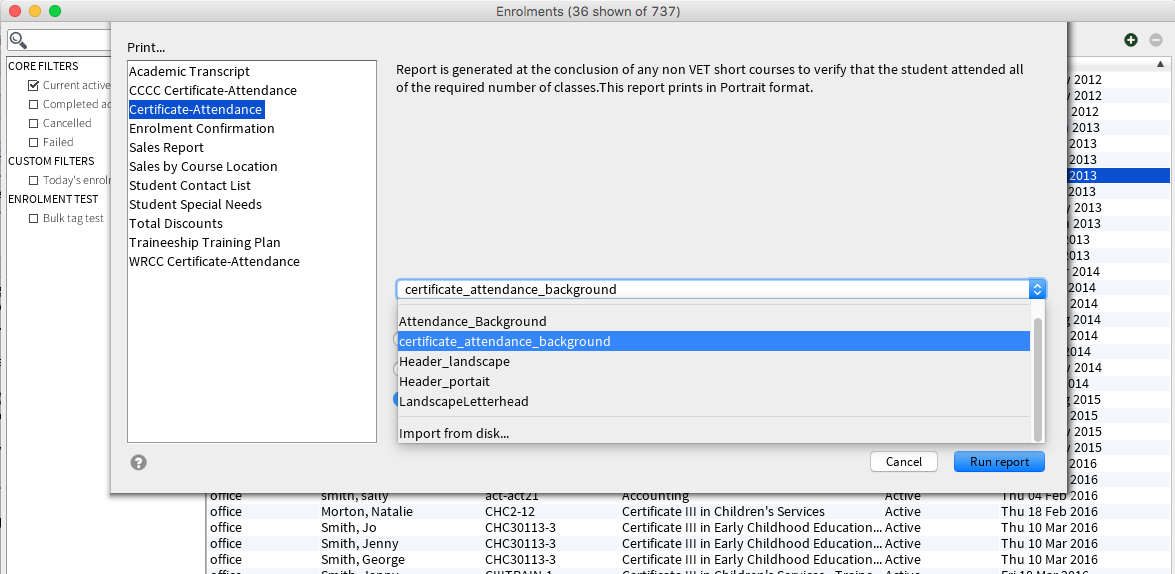 Enrolments (36 shown of 737)
Print...
CORE FILTERS
Current active
Completed ac
Cancelled
Failed
CUSTOM FILTERS
Today's enrol
ENROLMENT TEST
Bulk tag test
Academic Transcript
CCCC Certificate-Attendance
Certificate-Attendance
Enrolment Confirmation
Sales Report
Sales by Course Location
Student Contact List
Student Special Needs
Total Discounts
Traineeship Training Plan
WRCC Certificate-Attendance
Report is generated at the conclusion of any non VET short courses to verify that the student attended all
of the required number of classes.This report prints in Portrait format.
certificate_attendance_background
Attendance_Background
certificate_attendance_background
Header_landscape
Header_portait
LandscapeLetterhead
Import from disk...
?
Cancel
Run report
2012
2012
2012
2013
2013
2013
2013
2013
2013
2013
2013
2013
2014
2014
2014
2014
2014
2014
2014
2014
2015
2015
2015
2015
2016
2016
office smith, sally act-act21 Accounting Active Thu 04 Feb 2016
office Morton, Natalie CHC2-12 Certificate III in Children's Services Active Thu 18 Feb 2016
office Smith, Jo CHC30113-3 Certificate III in Early Childhood Education... Active Thu 10 Mar 2016
office Smith, Jenny CHC30113-3 Certificate III in Early Childhood Education... Active Thu 10 Mar 2016
office Smith, George CHC30113-3 Certificate III in Early Childhood Education... Active Thu 10 Mar 2016